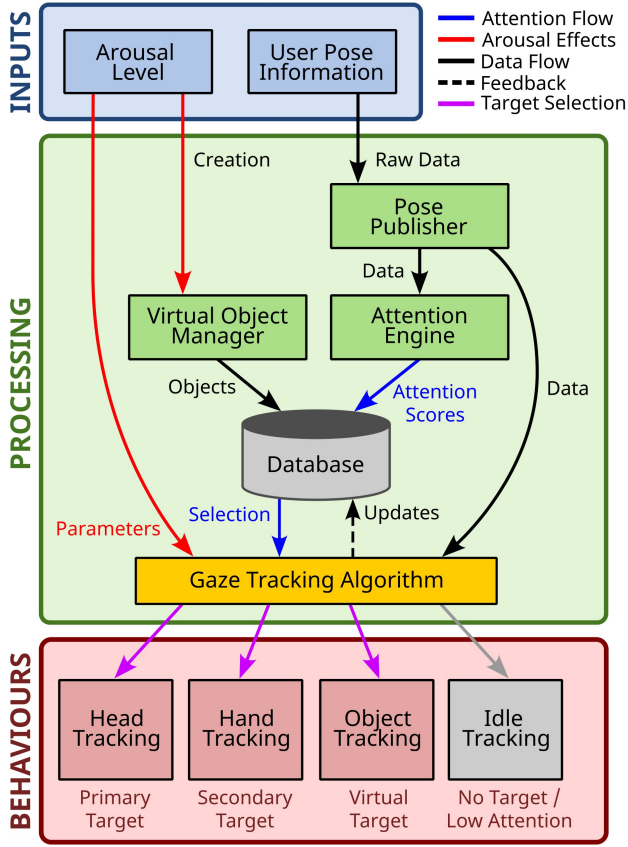 INPUTS
Arousal
Level
User Pose
Information
Attention Flow
Arousal Effects
Data Flow
Feedback
Target Selection
PROCESSING
Creation
Raw Data
Pose
Publisher
Data
Virtual Object
Manager
Attention
Engine
Objects
Attention
Scores
Data
Database
Selection
Updates
Parameters
Gaze Tracking Algorithm
BEHAVIOURS
Head
Tracking
Hand
Tracking
Object
Tracking
Idle
Tracking
Primary
Target
Secondary
Target
Virtual
Target
No Target /
Low Attention